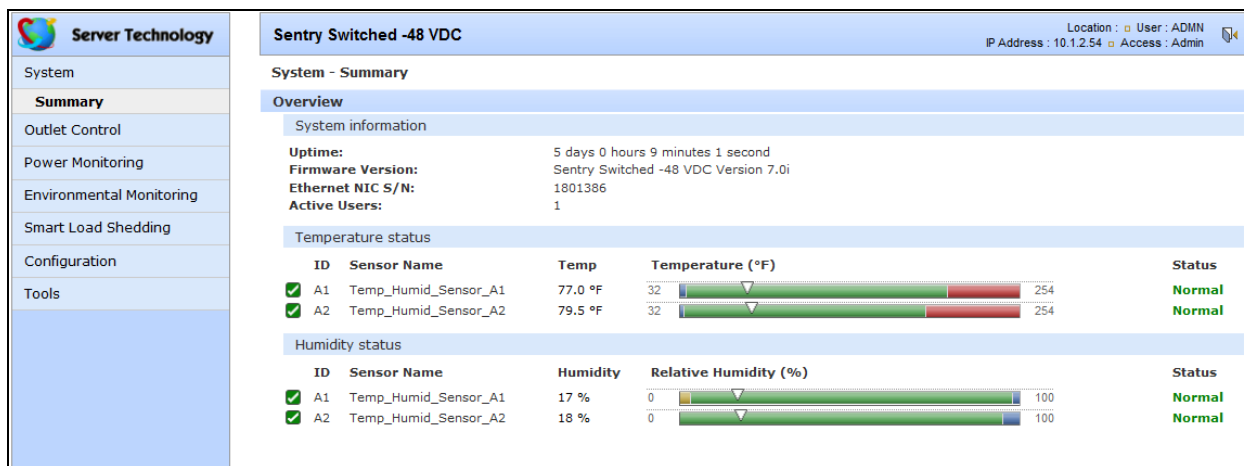 Server Technology
Sentry Switched -48 VDC
Location : User : ADMN
IP Address : 10.1.2.54 Access : Admin
System
Summary
Outlet Control
Power Monitoring
Environmental Monitoring
Smart Load Shedding
Configuration
Tools
System - Summary
Overview
System information
Uptime: 5 days 0 hours 9 minutes 1 second
Firmware Version: Sentry Switched -48 VDC Version 7.0i
Ethernet NIC S/N: 1801386
Active Users: 1
Temperature status
ID Sensor Name Temp Temperature (°F) Status
A1 Temp_Humid_Sensor_A1 77.0 °F 32 254 Normal
A2 Temp_Humid_Sensor_A2 79.5 °F 32 254 Normal
Humidity status
ID Sensor Name Humidity Relative Humidity (%) Status
A1 Temp_Humid_Sensor_A1 17 % 0 100 Normal
A2 Temp_Humid_Sensor_A2 18 % 0 100 Normal